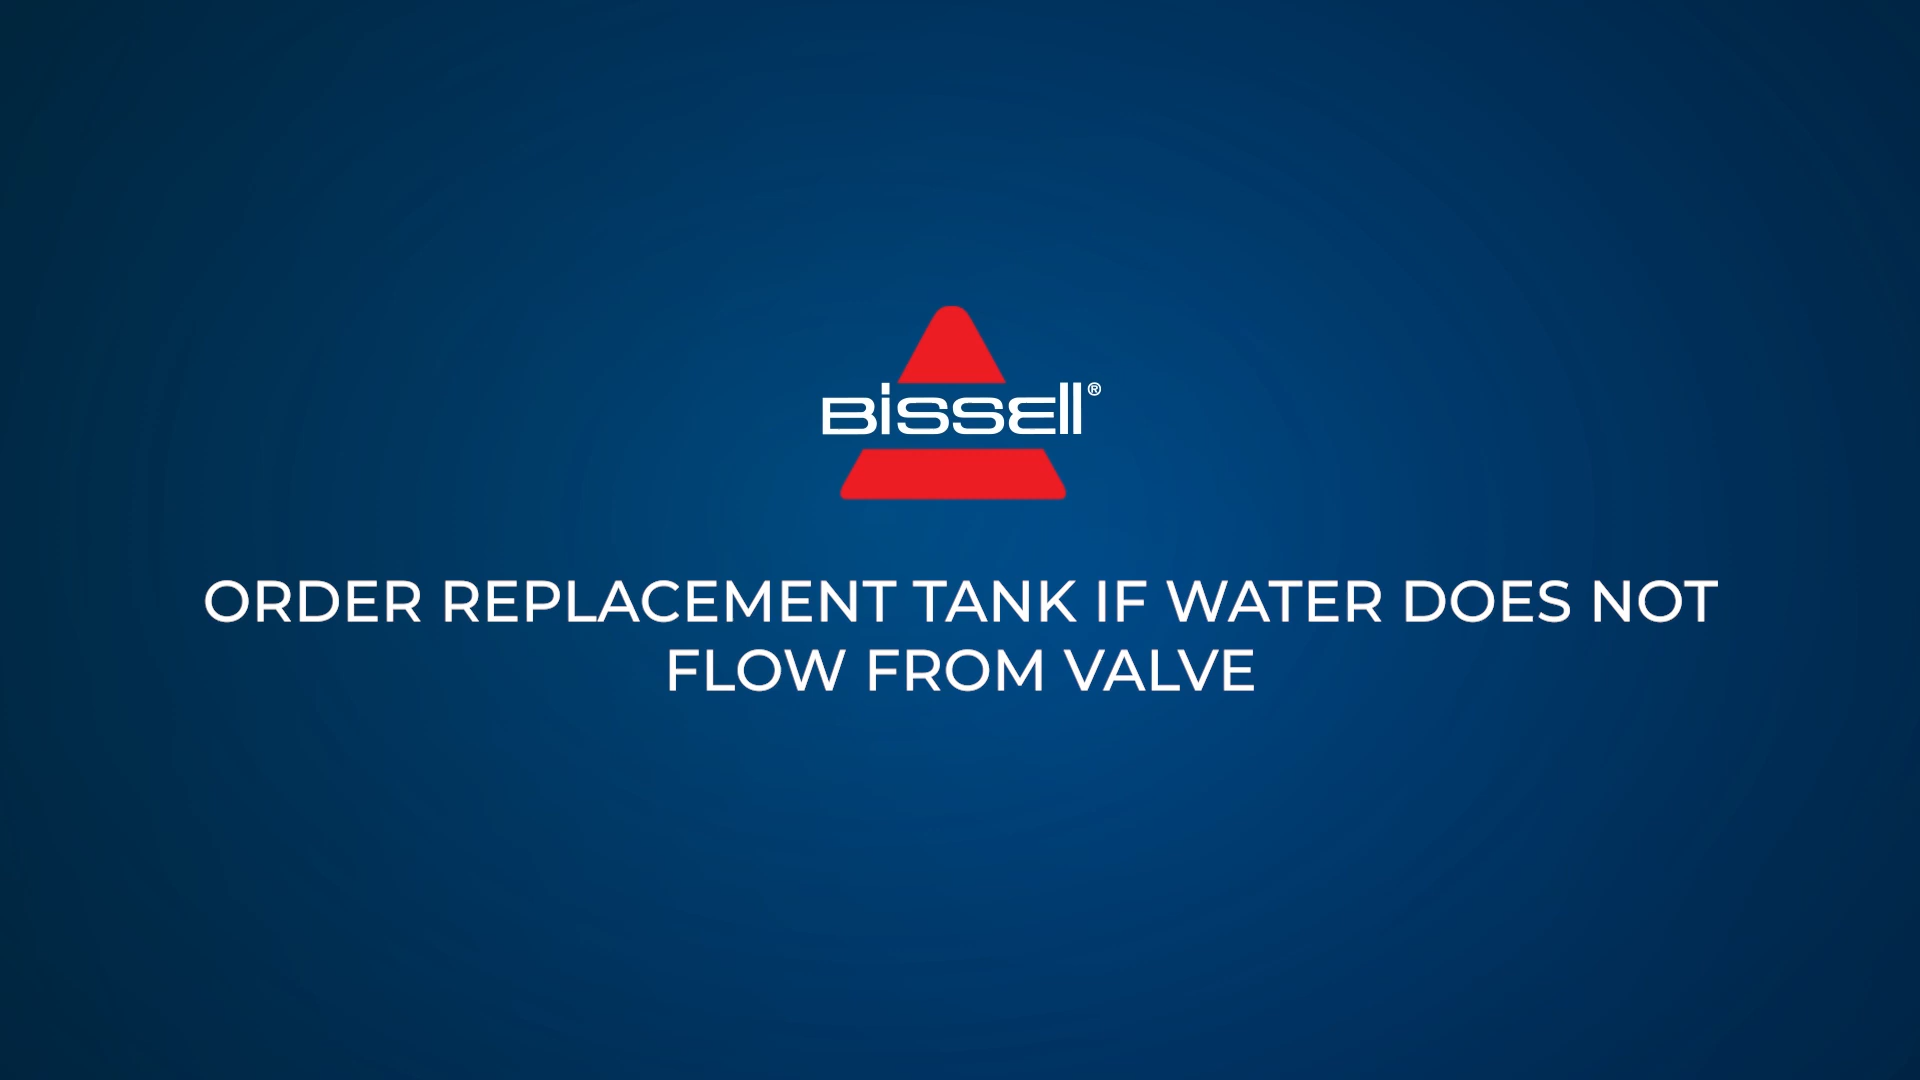 BISSELL®
ORDER REPLACEMENT TANK IF WATER DOES NOT
FLOW FROM VALVE